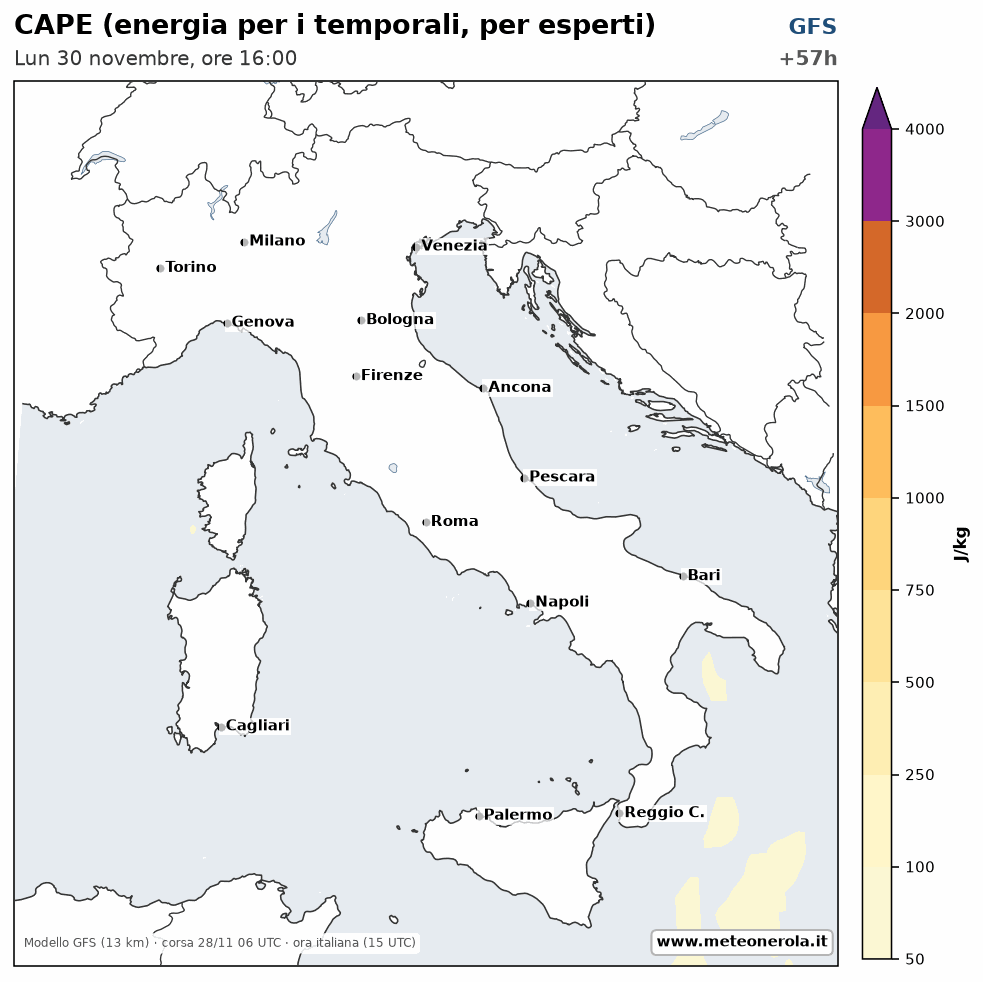 CAPE (energia per i temporali, per esperti)
GFS
Lun 30 novembre, ore 16:00
+57h
4000
3000
2000
1500
1000
750
500
250
100
50
J/kg
Milano
Venezia
Torino
Genova
Bologna
Firenze
Ancona
Pescara
Roma
Bari
Napoli
Cagliari
Palermo
Reggio C.
Modello GFS (13 km) · corsa 28/11 06 UTC · ora italiana (15 UTC)
www.meteonerola.it